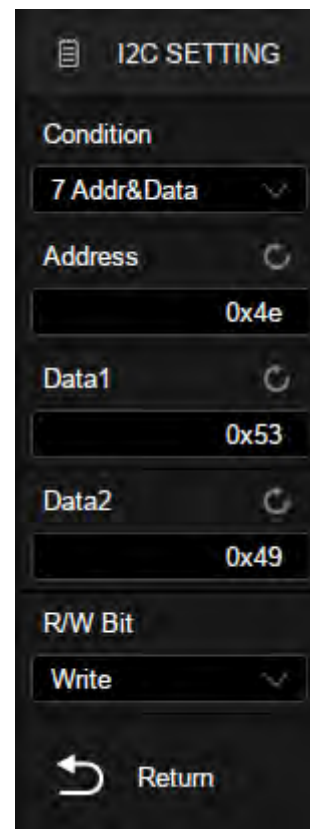 I2C SETTING
Condition
7 Addr&Data
Address
0x4e
Data1
0x53
Data2
0x49
R/W Bit
Write
Return